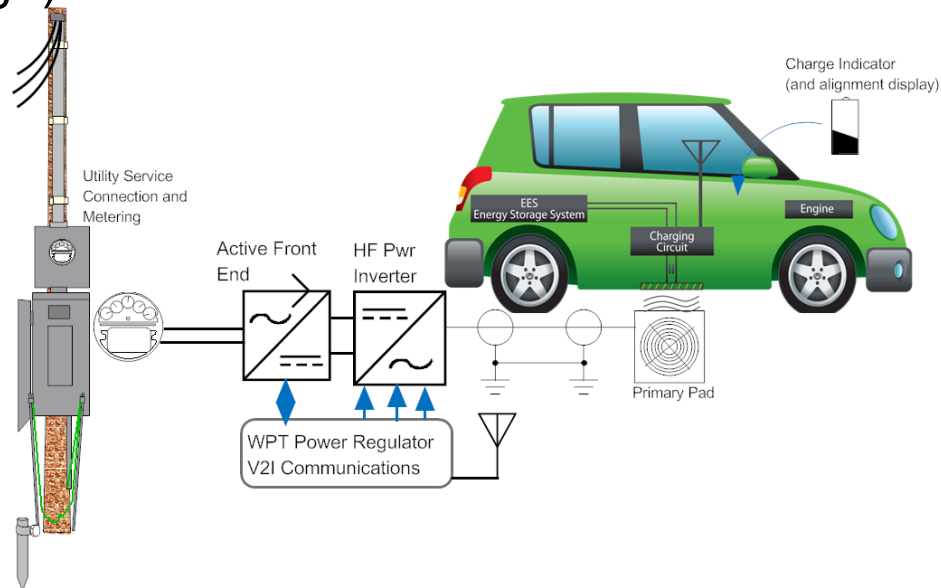 Charge Indicator
(and alignment display)
Utility Service
Connection and
Metering
EES
Energy Storage System
Engine
Charging
Circuit
Active Front
End
HF Pwr
Inverter
Primary Pad
WPT Power Regulator
V2I Communications